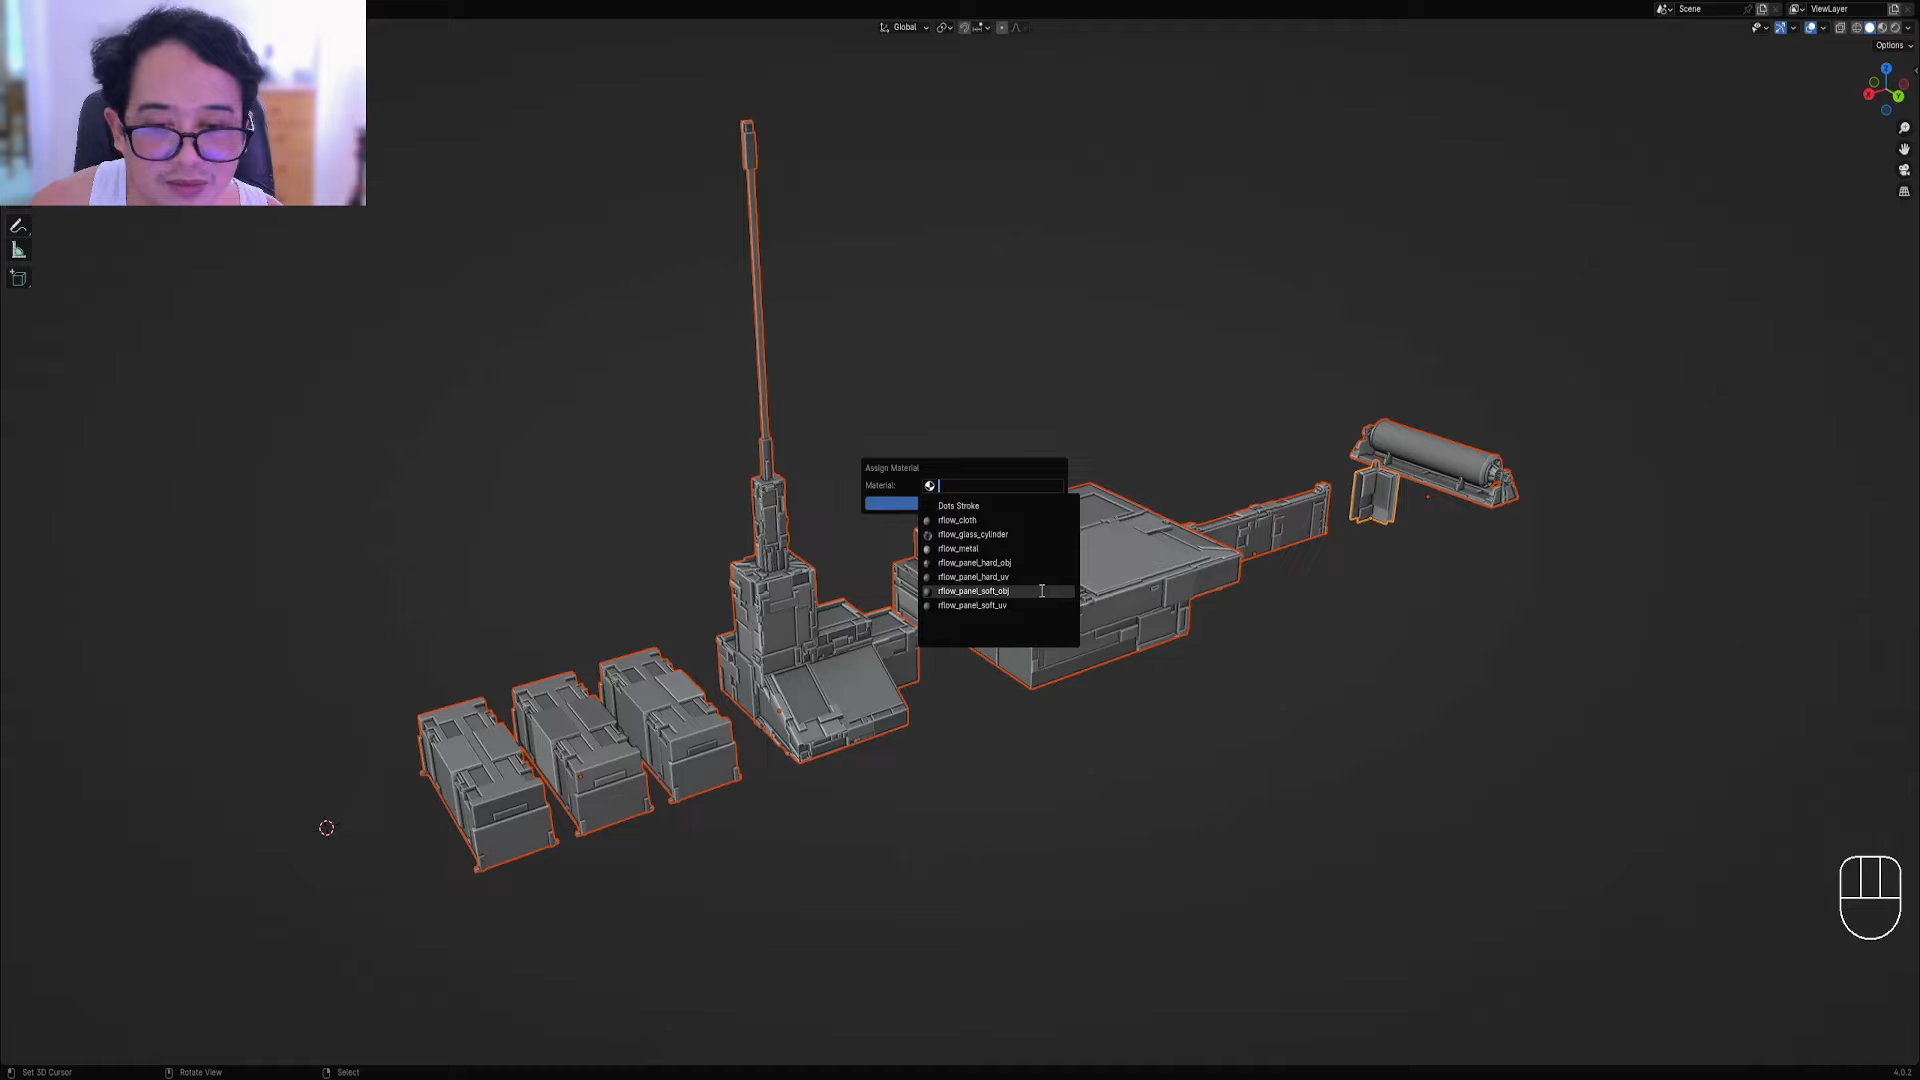 Scene
ViewLayer
Global
Options
Z
X
Y
Assign Material
Material:
Dots Stroke
rflow_cloth
rflow_glass_cylinder
rflow_metal
rflow_panel_hard_obj
rflow_panel_hard_uv
rflow_panel_soft_obj
rflow_panel_soft_uv
Set 3D Cursor
Rotate View
Select
4.0.2